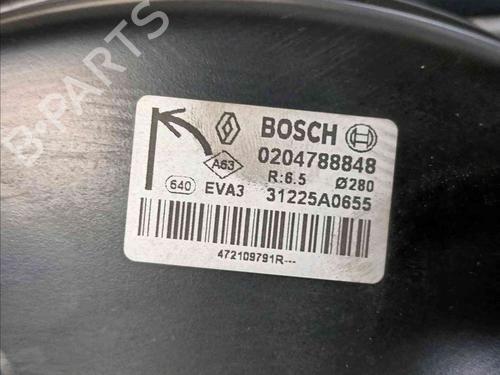 B-PARTS
BOSCH
A63
0204788848
R:6.5 Ø280
640 EVA3 31225A0655
472109791R---